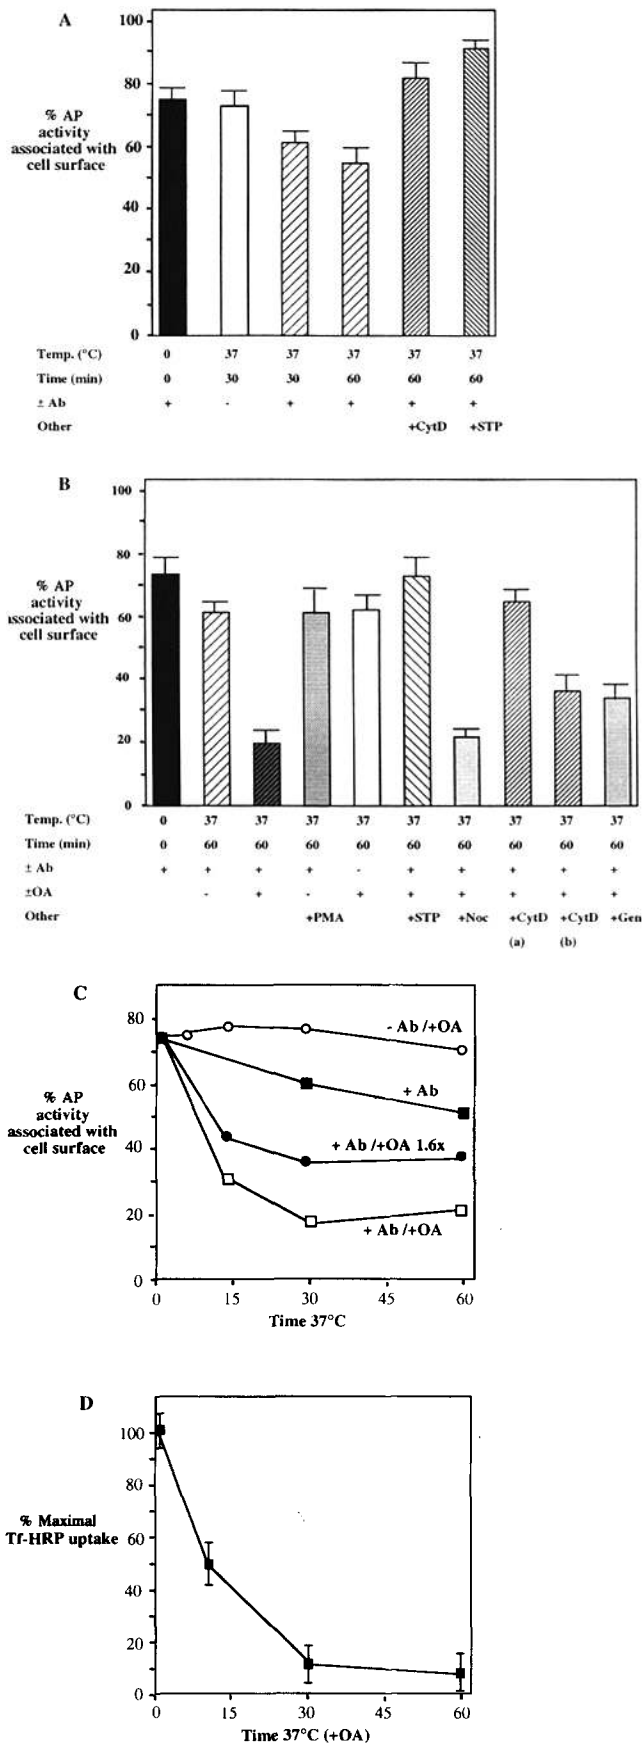 A
100
80
60
40
20
0
% AP
activity
associated with
cell surface
Temp. (°C) 0 37 37 37 37 37
Time (min) 0 30 30 60 60 60
± Ab + - + + + +
Other +CytD +STP
B
100
80
60
40
20
0
% AP
activity
ssociated with
cell surface
Temp. (°C) 0 37 37 37 37 37 37 37 37 37
Time (min) 0 60 60 60 60 60 60 60 60 60
± Ab + + + + - + + + + +
±OA - + - + + + + + +
Other +PMA +STP +Noc +CytD +CytD +Gen
(a) (b)
C
80
60
40
20
0
% AP
activity
associated with
cell surface
- Ab /+OA
+ Ab
+ Ab /+OA 1.6x
+ Ab /+OA
0 15 30 45 60
Time 37°C
D
100
80
60
40
20
0
% Maximal
Tf-HRP uptake
0 15 30 45 60
Time 37°C (+OA)